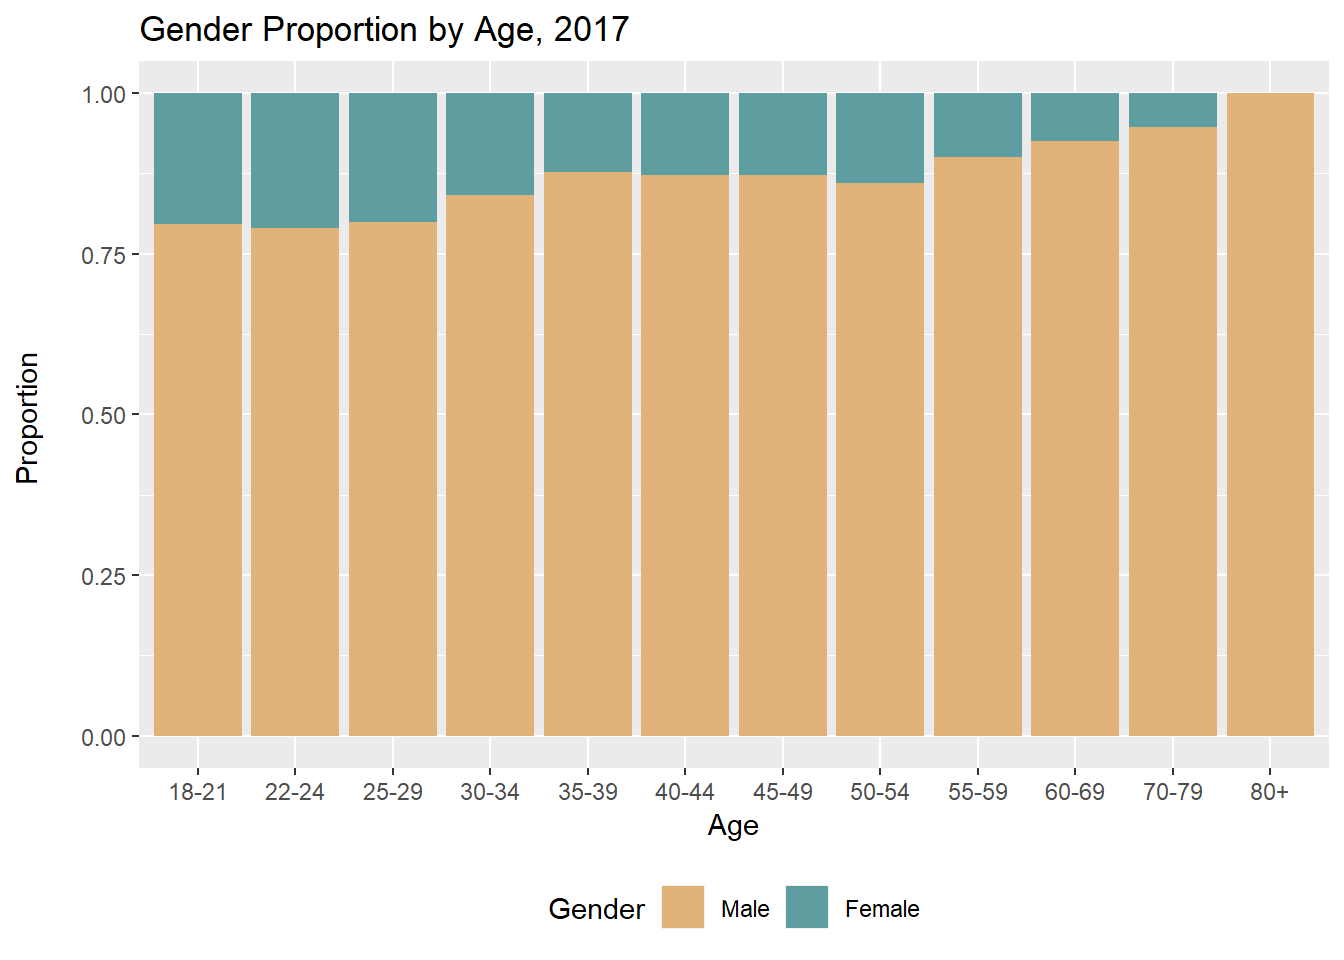 Gender Proportion by Age, 2017
Proportion
1.00
0.75
0.50
0.25
0.00
18-21 22-24 25-29 30-34 35-39 40-44 45-49 50-54 55-59 60-69 70-79 80+
Age
Gender Male Female